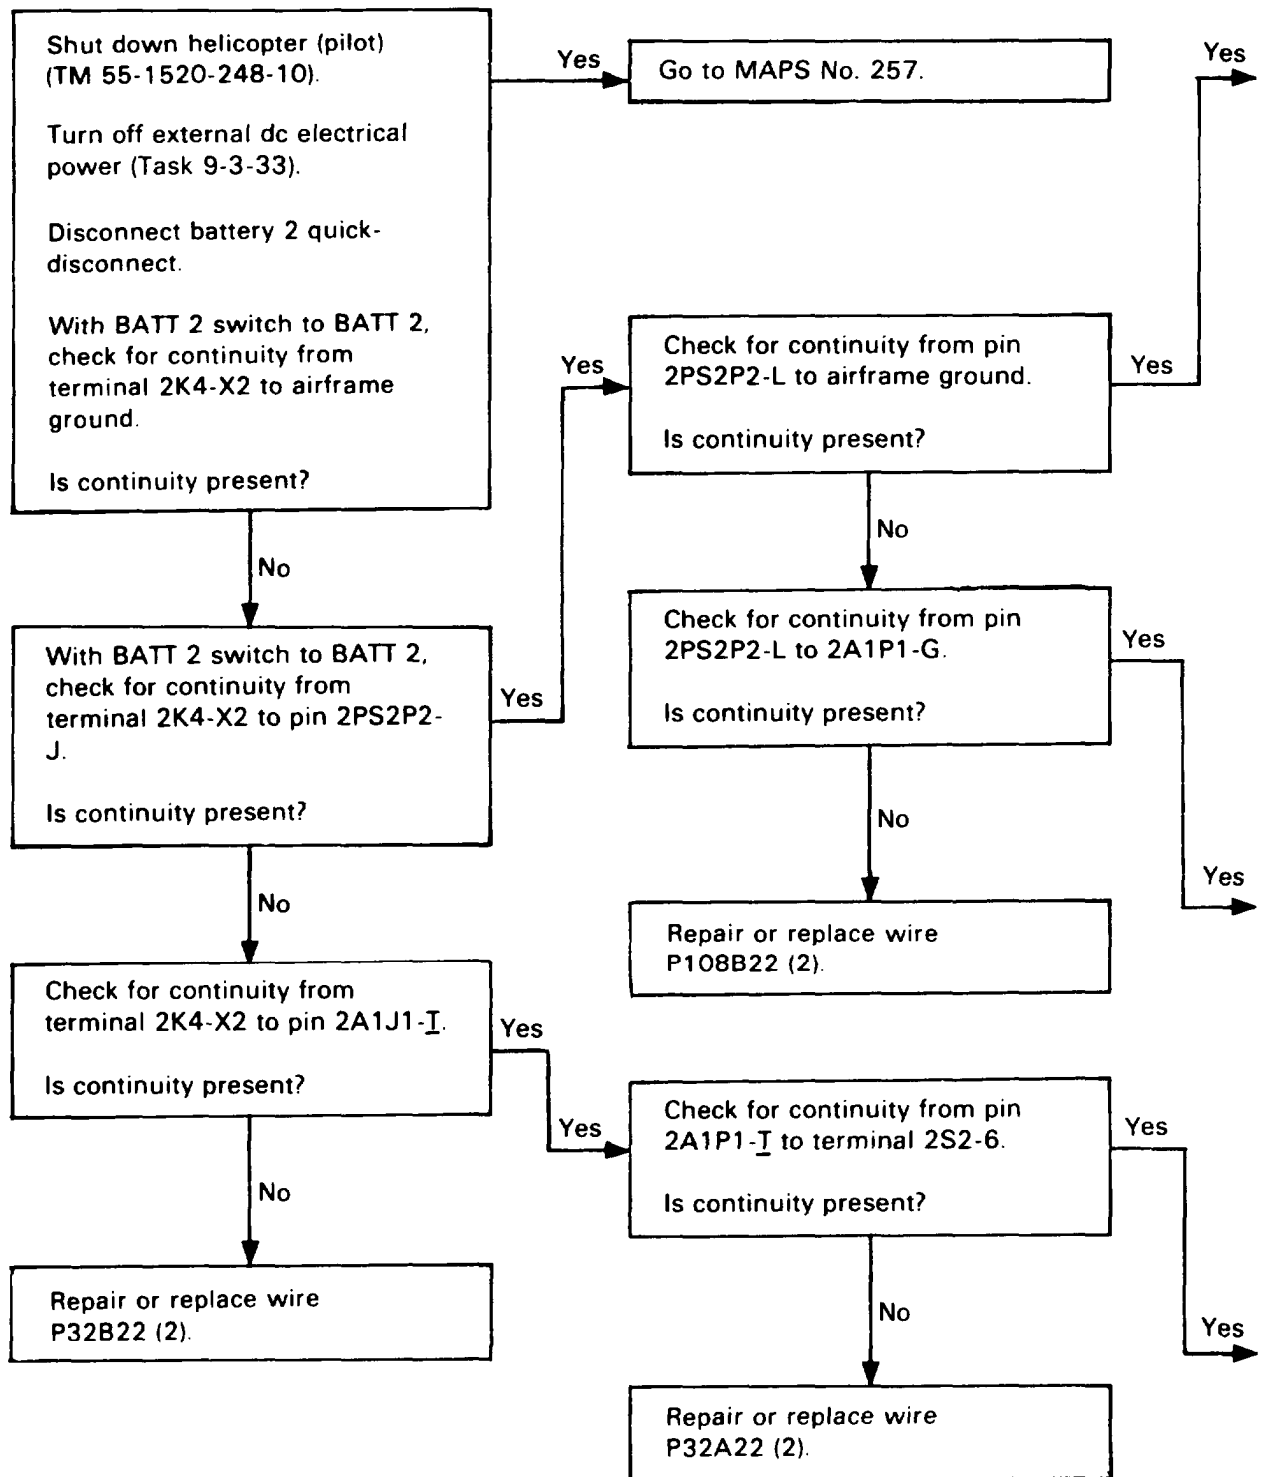 Shut down helicopter (pilot)
(TM 55-1520-248-10).
Turn off external dc electrical
power (Task 9-3-33).
Disconnect battery 2 quick-
disconnect.
With BATT 2 switch to BATT 2,
check for continuity from
terminal 2K4-X2 to airframe
ground.
Is continuity present?
Yes
Go to MAPS No. 257.
No
With BATT 2 switch to BATT 2,
check for continuity from
terminal 2K4-X2 to pin 2PS2P2-
J.
Is continuity present?
Yes
Yes
Check for continuity from pin
2PS2P2-L to airframe ground.
Is continuity present?
Yes
Yes
No
Check for continuity from pin
2PS2P2-L to 2A1P1-G.
Is continuity present?
Yes
Yes
No
Repair or replace wire
P108B22 (2).
No
Check for continuity from
terminal 2K4-X2 to pin 2A1J1-T.
Is continuity present?
Yes
Yes
Check for continuity from pin
2A1P1-T to terminal 2S2-6.
Is continuity present?
Yes
Yes
No
Repair or replace wire
P32B22 (2).
No
Repair or replace wire
P32A22 (2).